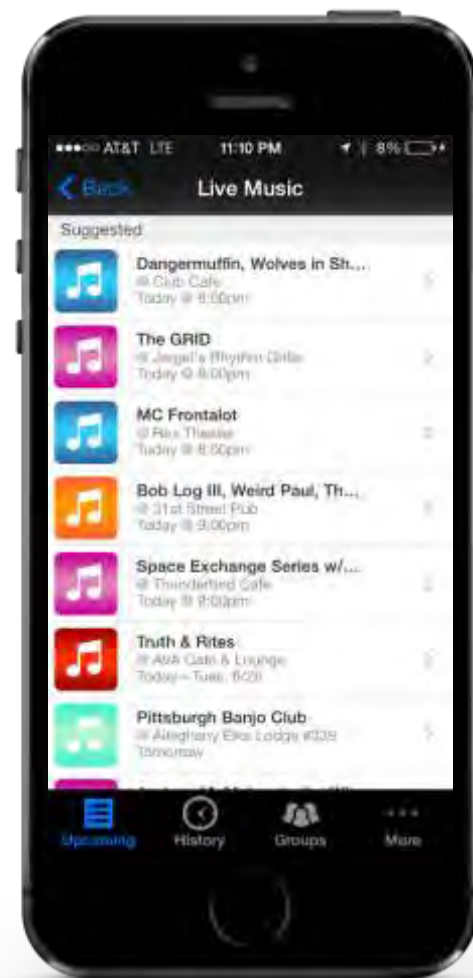 AT&T LTE 11:10 PM 8%
Back Live Music
Suggested
Dangermuffin, Wolves in Sh...
@ Club Cafe
Today @ 8:00pm
The GRID
@ Jergel's Rhythm Grille
Today @ 8:00pm
MC Frontalot
@ Rex Theater
Today @ 8:00pm
Bob Log III, Weird Paul, Th...
@ 31st Street Pub
Today @ 9:00pm
Space Exchange Series w/...
@ Thunderbird Cafe
Today @ 9:00pm
Truth & Rites
@ AVA Cafe & Lounge
Today – Tues,
Pittsburgh Banjo Club
@ Allegheny Elks Lodge #339
Tomorrow
Upcoming History Groups More